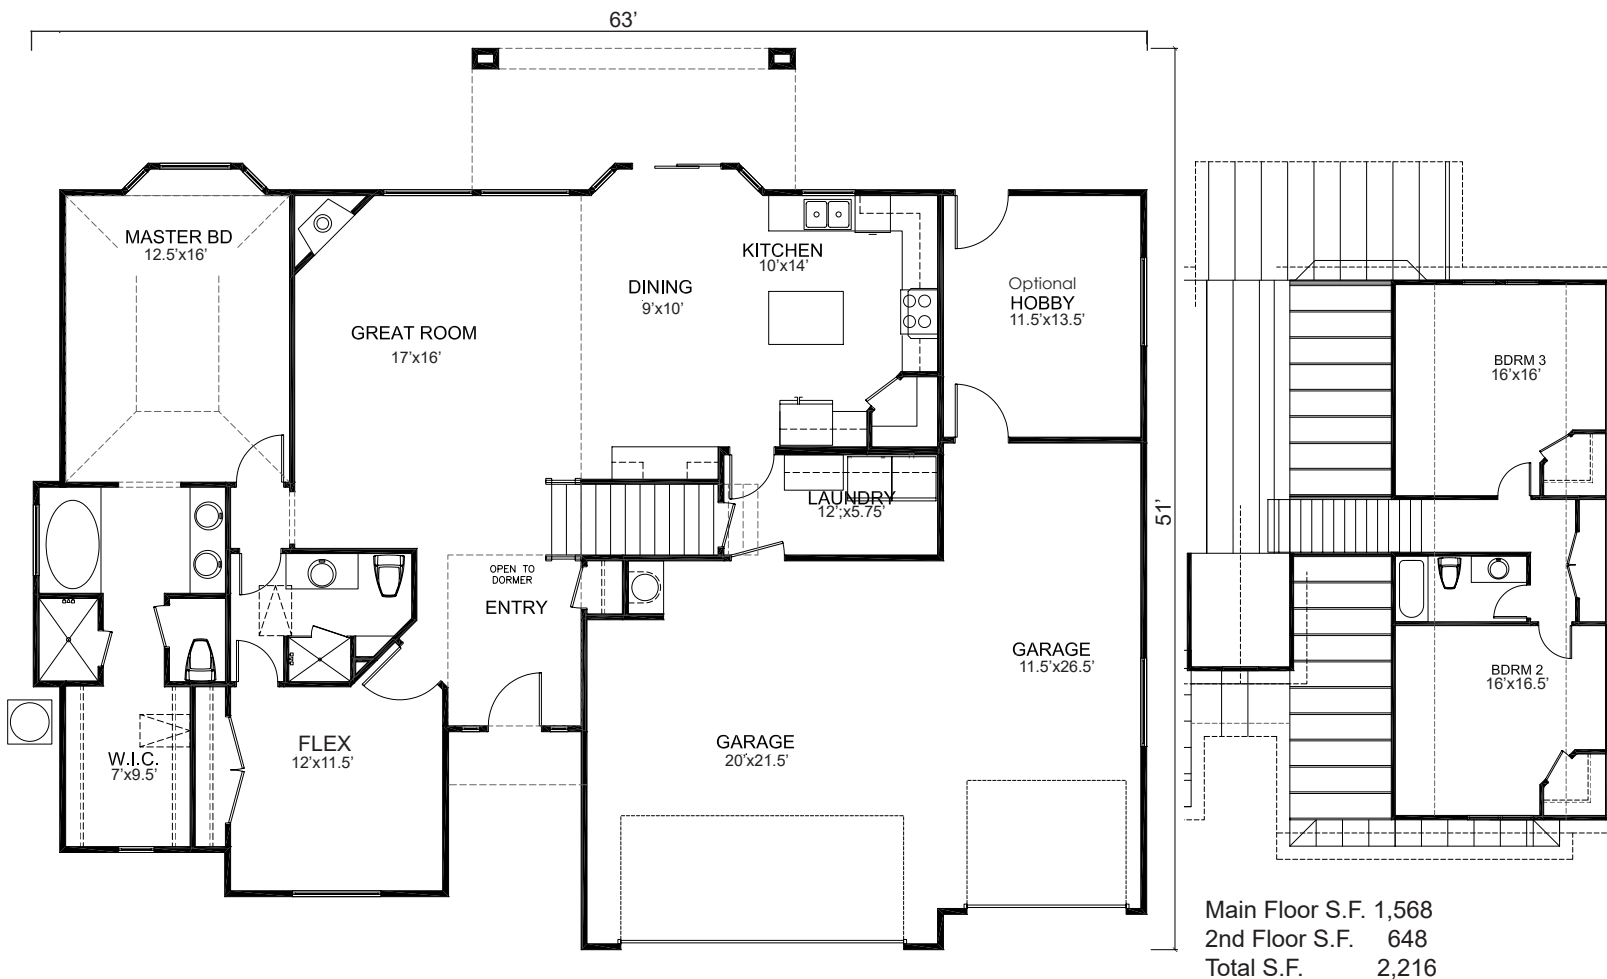 63'
MASTER BD
12.5'x16'
KITCHEN
10'x14'
DINING
9'x10'
Optional
HOBBY
11.5'x13.5'
GREAT ROOM
17'x16'
BDRM 3
16'x16'
LAUNDRY
12';x5.75'
51'
OPEN TO
DORMER
ENTRY
GARAGE
11.5'x26.5'
BDRM 2
16'x16.5'
FLEX
12'x11.5'
GARAGE
20'x21.5'
W.I.C.
7'x9.5'
Main Floor S.F. 1,568
2nd Floor S.F. 648
Total S.F. 2,216